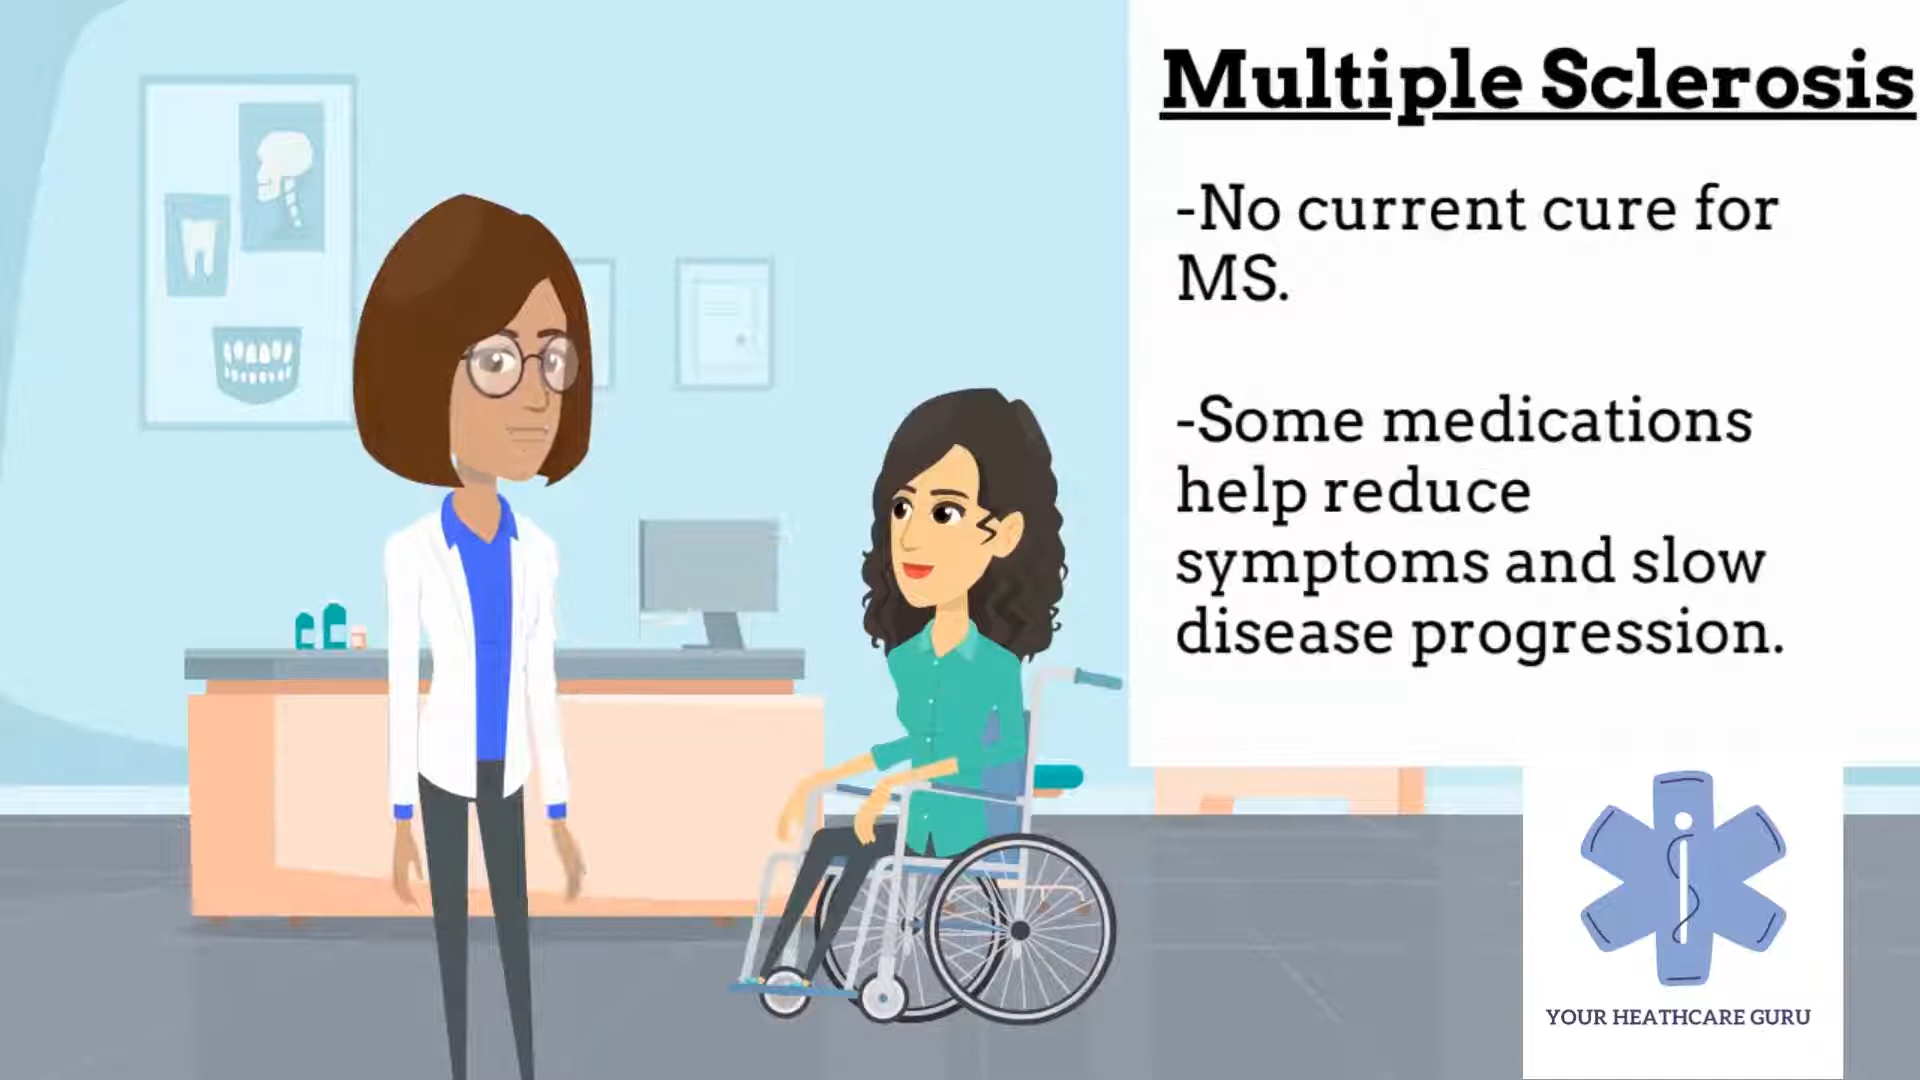 Multiple Sclerosis
-No current cure for
MS.
-Some medications
help reduce
symptoms and slow
disease progression.
YOUR HEATHCARE GURU